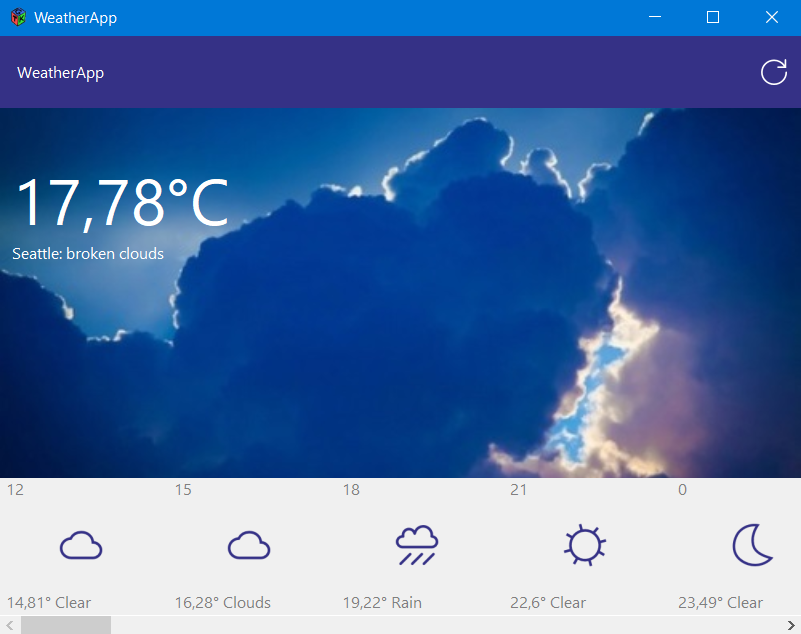 WeatherApp
WeatherApp
17,78°C
Seattle: broken clouds
12 15 18 21 0
14,81° Clear 16,28° Clouds 19,22° Rain 22,6° Clear 23,49° Clear